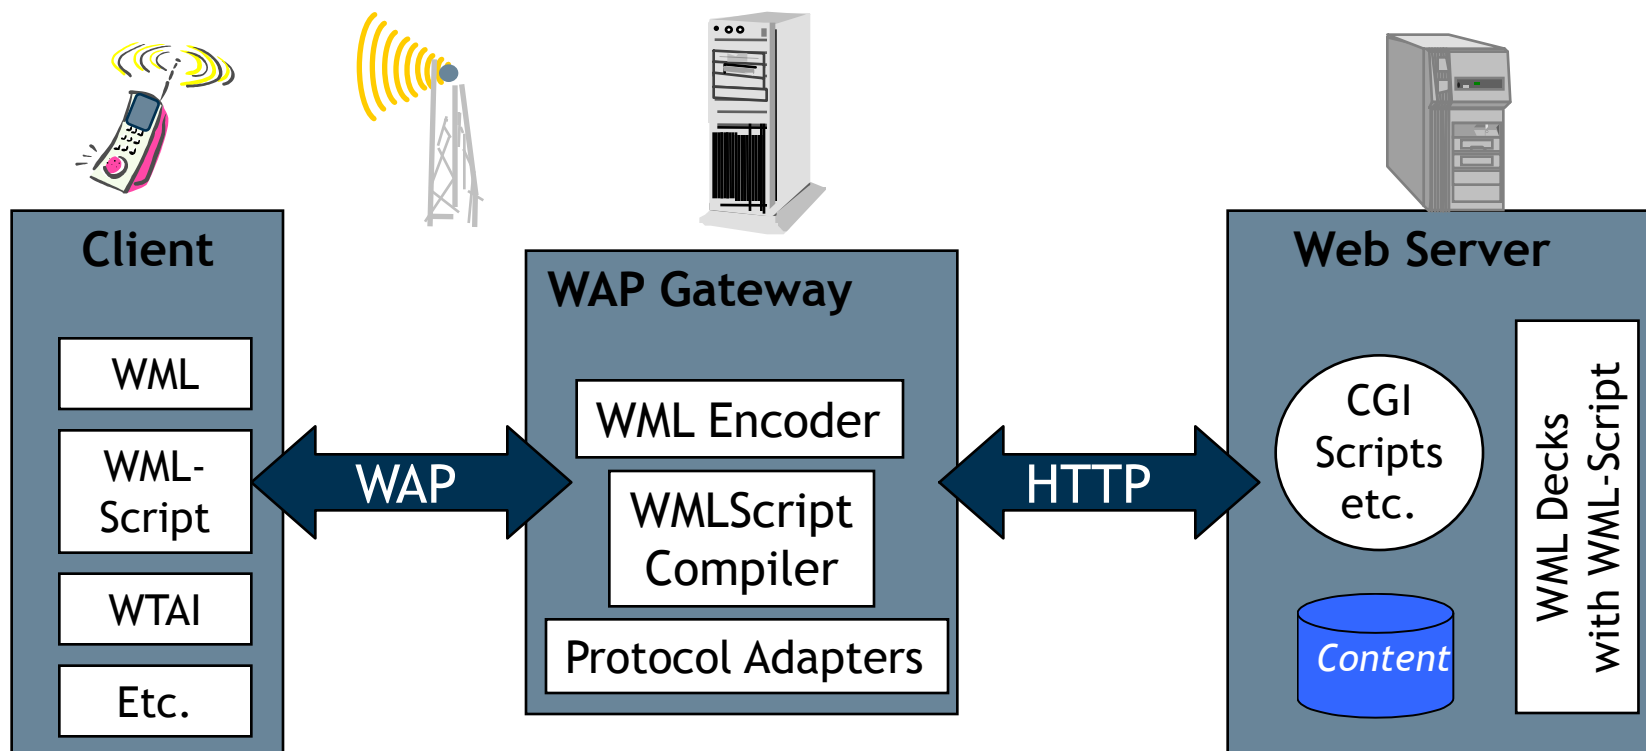 Client
WML
WML-
Script
WTAI
Etc.
WAP
WAP Gateway
WML Encoder
WMLScript
Compiler
Protocol Adapters
HTTP
Web Server
CGI
Scripts
etc.
Content
WML Decks
with WML-Script